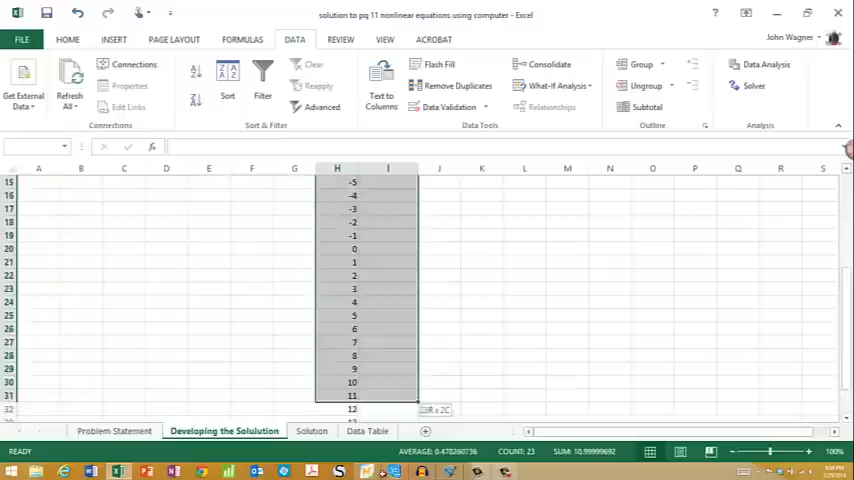 solution to pq 11 nonlinear equations using computer - Excel
FILE HOME INSERT PAGE LAYOUT FORMULAS DATA REVIEW VIEW ACROBAT John Wagner
Get External Data Refresh All Connections Properties Edit Links
Sort Filter Clear Reapply Advanced
Text to Columns Flash Fill Remove Duplicates Data Validation Consolidate What-If Analysis Relationships
Group Ungroup Subtotal Data Analysis Solver
Connections Sort & Filter Data Tools Outline Analysis
fx
A B C D E F G H I J K L M N O P Q R S
15 -5
16 -4
17 -3
18 -2
19 -1
20 0
21 1
22 2
23 3
24 4
25 5
26 6
27 7
28 8
29 9
30 10
31 11
32 12
23R x 2C
Problem Statement Developing the Solulution Solution Data Table
READY AVERAGE: 0.478260736 COUNT: 23 SUM: 10.99999692 100%